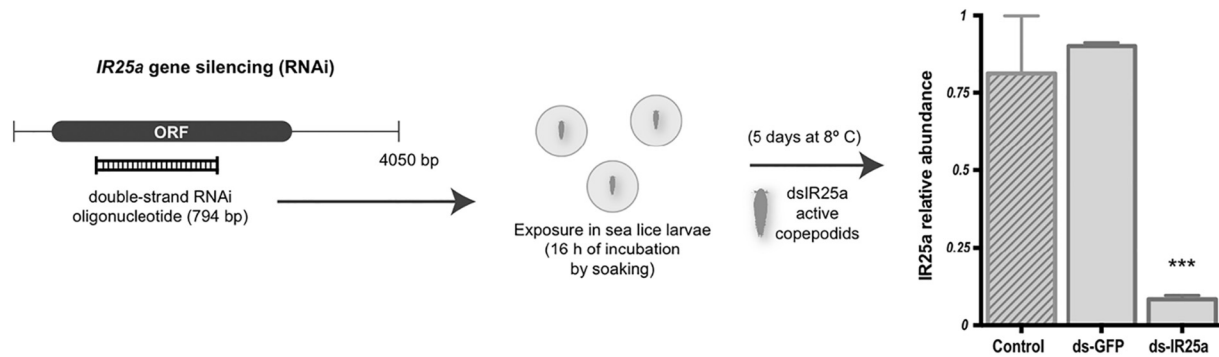 IR25a gene silencing (RNAi)
ORF
4050 bp
double-strand RNAi
oligonucleotide (794 bp)
Exposure in sea lice larvae
(16 h of incubation
by soaking)
(5 days at 8º C)
dsIR25a
active
copepodids
IR25a relative abundance
1
0.75
0.5
0.25
0
***
Control ds-GFP ds-IR25a